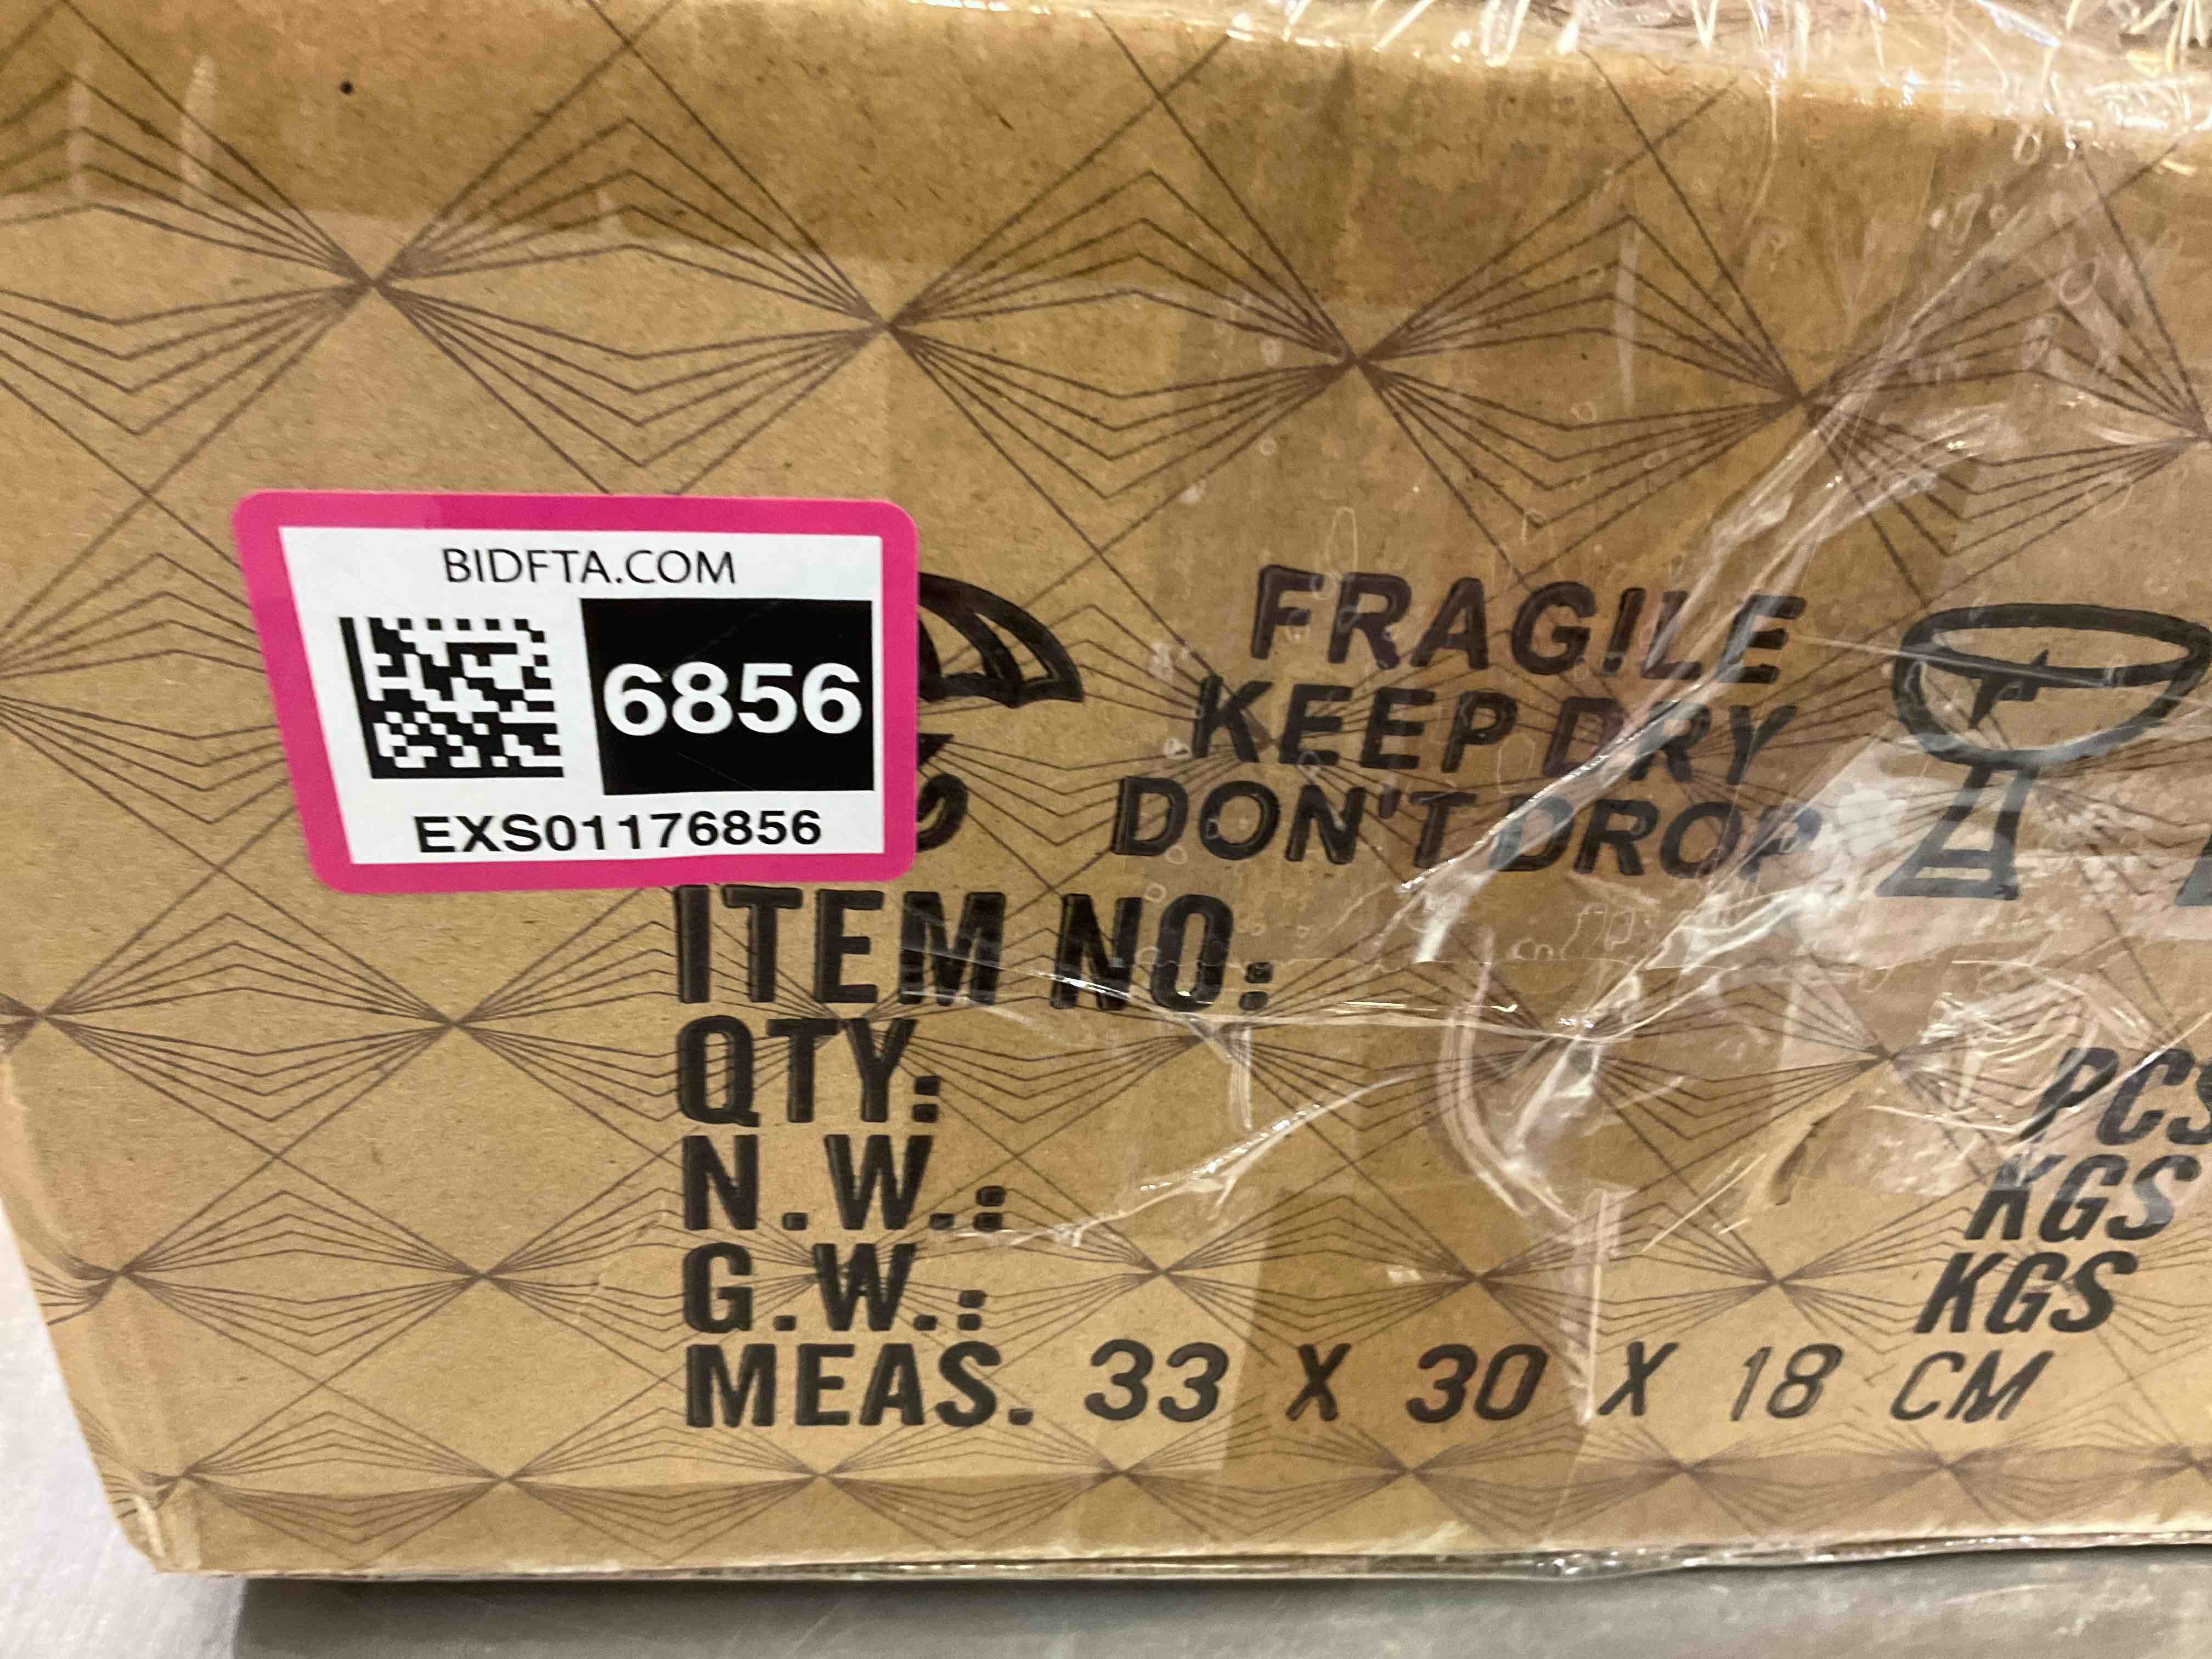 BIDFTA.COM
6856
EXS01176856
FRAGILE
KEEP DRY
DON'T DROP
ITEM NO:
QTY: PCS
N.W.: KGS
G.W.: KGS
MEAS. 33 X 30 X 18 CM